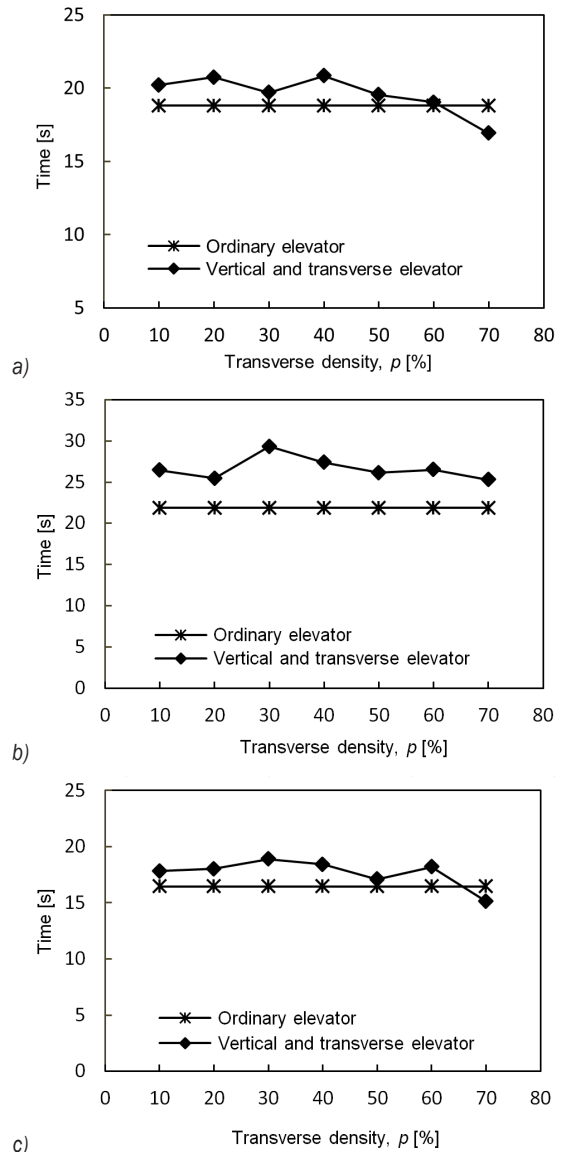 25
20
15
10
5
Time [s]
Ordinary elevator
Vertical and transverse elevator
0 10 20 30 40 50 60 70 80
Transverse density, p [%]
a)
35
30
25
20
15
10
5
0
Time [s]
Ordinary elevator
Vertical and transverse elevator
0 10 20 30 40 50 60 70 80
Transverse density, p [%]
b)
25
20
15
10
5
0
Time [s]
Ordinary elevator
Vertical and transverse elevator
0 10 20 30 40 50 60 70 80
Transverse density, p [%]
c)